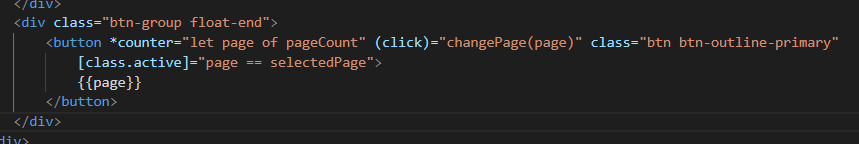 </div>
<div class="btn-group float-end">
<button *counter="let page of pageCount" (click)="changePage(page)" class="btn btn-outline-primary"
[class.active]="page == selectedPage">
{{page}}
</button>
</div>
div>